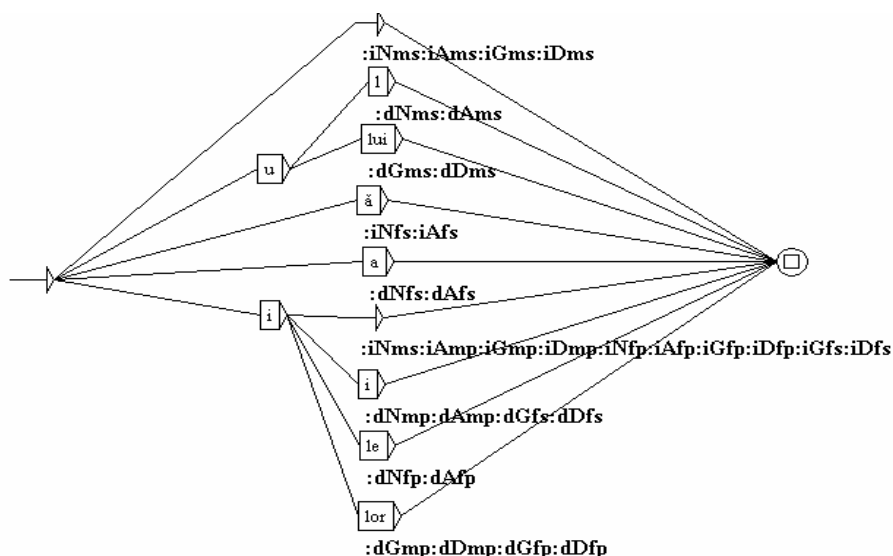 :iNms:iAms:iGms:iDms
l
:dNms:dAms
lui
u
:dGms:dDms
ă
:iNfs:iAfs
a
:dNfs:dAfs
i
:iNms:iAmp:iGmp:iDmp:iNfp:iAfp:iGfp:iDfp:iGfs:iDfs
i
:dNmp:dAmp:dGfs:dDfs
le
:dNfp:dAfp
lor
:dGmp:dDmp:dGfp:dDfp